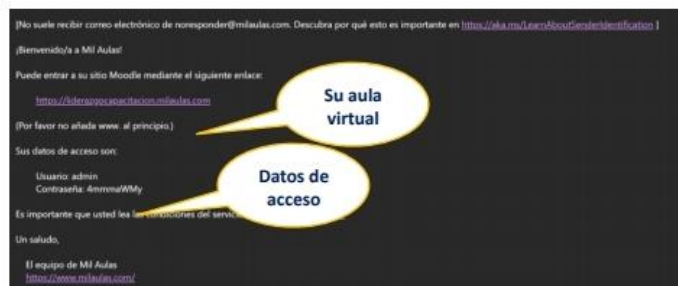 [No suele recibir correo electrónico de noresponder@milaulas.com. Descubra por qué esto es importante en https://aka.ms/LearnAboutSenderIdentification ]
¡Bienvenido/a a Mil Aulas!
Puede entrar a su sitio Moodle mediante el siguiente enlace:
https://liderazgocapacitacion.milaulas.com
(Por favor no añada www. al principio.)
Su aula
virtual
Sus datos de acceso son:
Usuario: admin
Contraseña: 4mmmaWMy
Datos de
acceso
Es importante que usted lea las condiciones del servicio
Un saludo,
El equipo de Mil Aulas
https://www.milaulas.com/